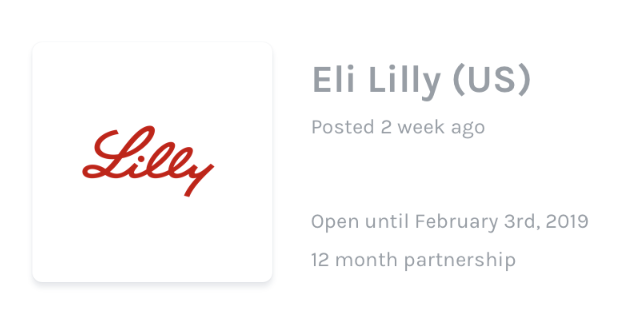 Lilly
Eli Lilly (US)
Posted 2 week ago
Open until February 3rd, 2019
12 month partnership